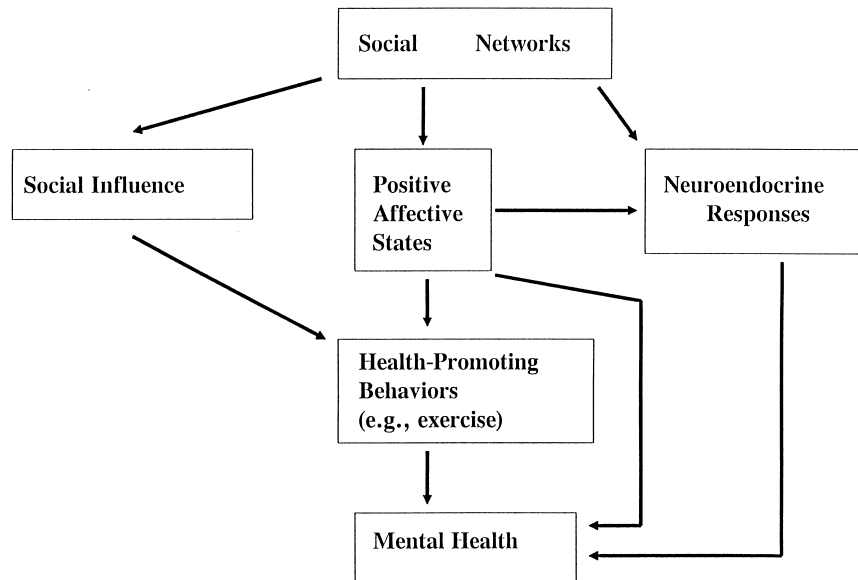 Social Networks
Social Influence
Positive
Affective
States
Neuroendocrine
Responses
Health-Promoting
Behaviors
(e.g., exercise)
Mental Health